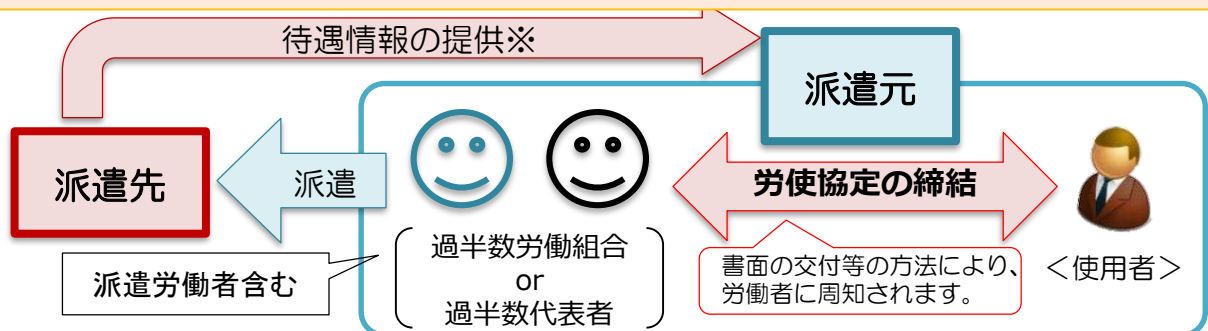 待遇情報の提供※
派遣元
派遣先
派遣
労使協定の締結
過半数労働組合
or
過半数代表者
派遣労働者含む
書面の交付等の方法により、
労働者に周知されます。
＜使用者＞